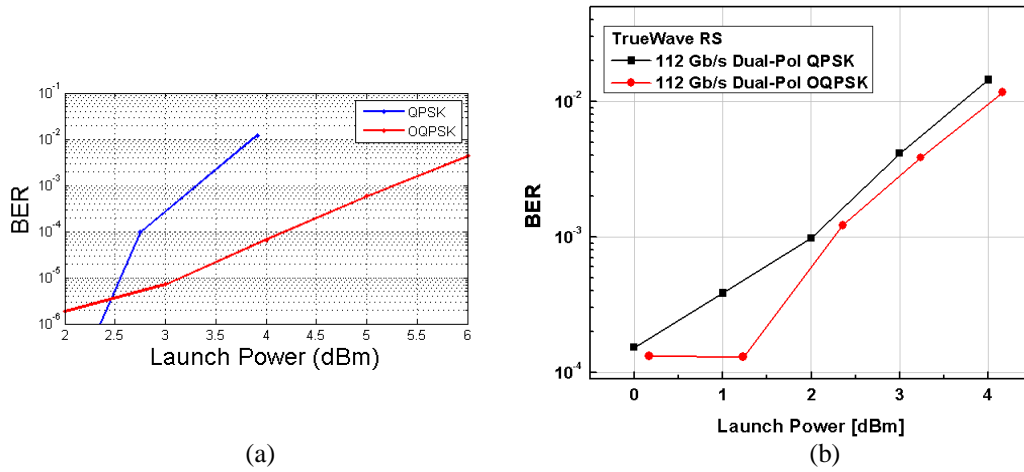 10^-1
10^-2
10^-3
10^-4
10^-5
10^-6
BER
2 2.5 3 3.5 4 4.5 5 5.5 6
Launch Power (dBm)
QPSK
OQPSK
(a)
TrueWave RS
112 Gb/s Dual-Pol QPSK
112 Gb/s Dual-Pol OQPSK
10^-2
10^-3
10^-4
BER
0 1 2 3 4
Launch Power [dBm]
(b)